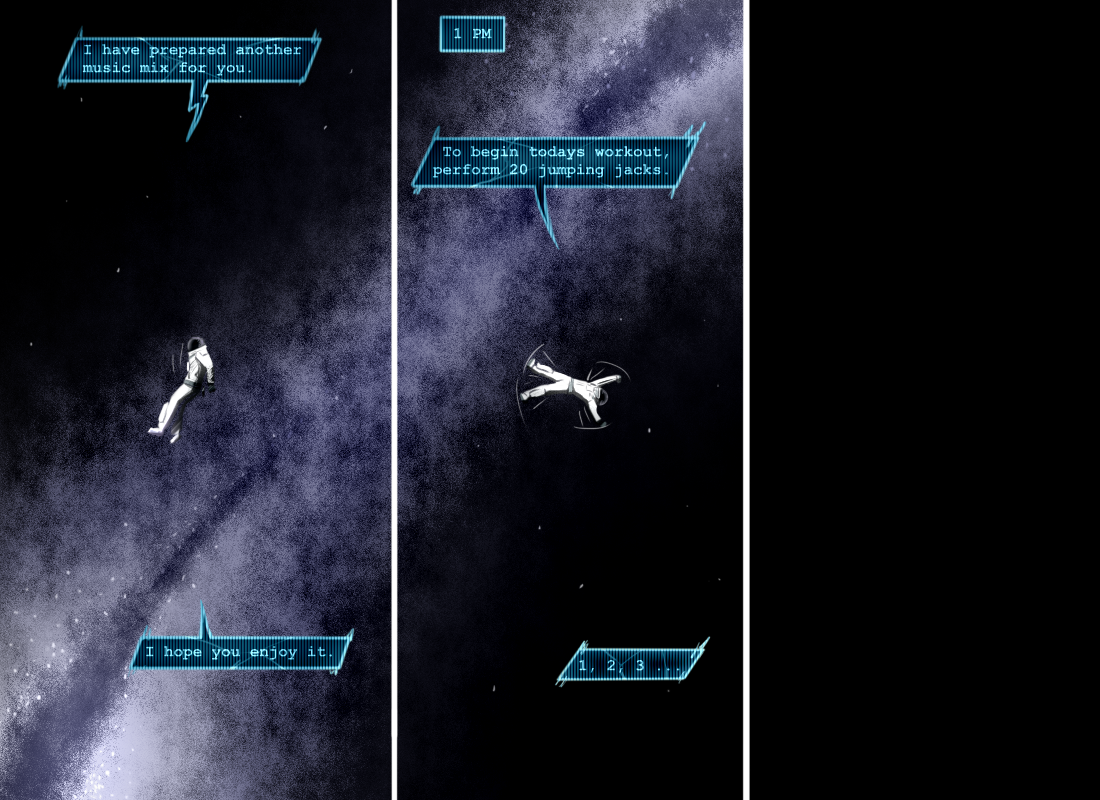 I have prepared another
music mix for you.
I hope you enjoy it.
1 PM
To begin todays workout,
perform 20 jumping jacks.
1, 2, 3 ...